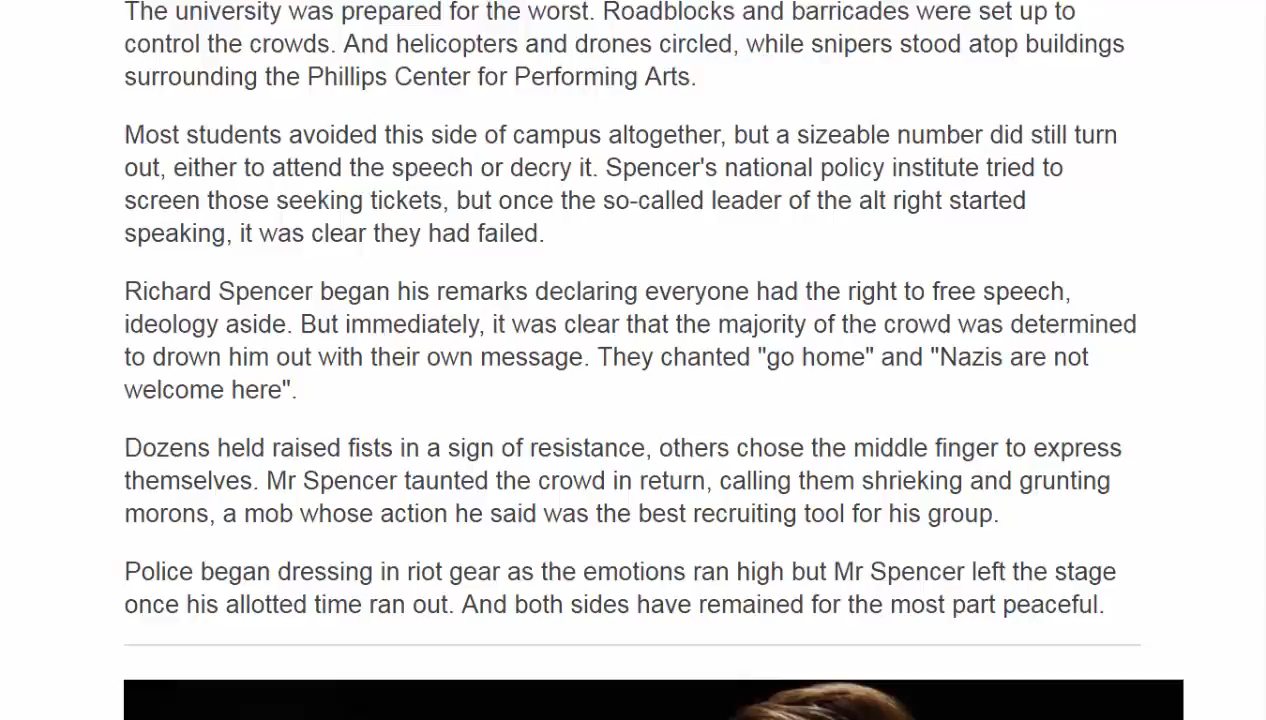 The university was prepared for the worst. Roadblocks and barricades were set up to
control the crowds. And helicopters and drones circled, while snipers stood atop buildings
surrounding the Phillips Center for Performing Arts.
Most students avoided this side of campus altogether, but a sizeable number did still turn
out, either to attend the speech or decry it. Spencer's national policy institute tried to
screen those seeking tickets, but once the so-called leader of the alt right started
speaking, it was clear they had failed.
Richard Spencer began his remarks declaring everyone had the right to free speech,
ideology aside. But immediately, it was clear that the majority of the crowd was determined
to drown him out with their own message. They chanted "go home" and "Nazis are not
welcome here".
Dozens held raised fists in a sign of resistance, others chose the middle finger to express
themselves. Mr Spencer taunted the crowd in return, calling them shrieking and grunting
morons, a mob whose action he said was the best recruiting tool for his group.
Police began dressing in riot gear as the emotions ran high but Mr Spencer left the stage
once his allotted time ran out. And both sides have remained for the most part peaceful.